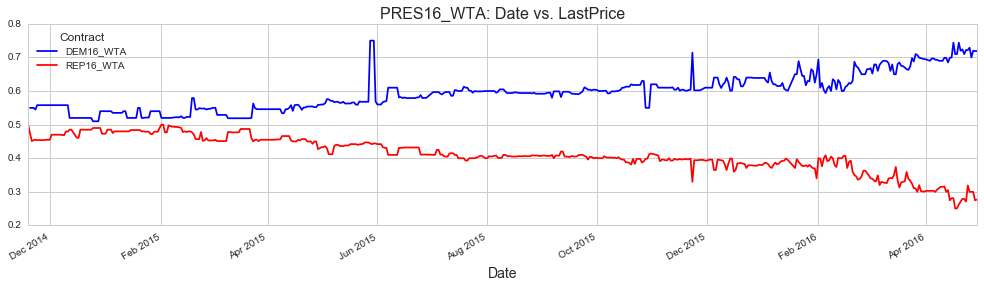 PRES16_WTA: Date vs. LastPrice
0.8
0.7
0.6
0.5
0.4
0.3
0.2
Contract
DEM16_WTA
REP16_WTA
Dec 2014
Feb 2015
Apr 2015
Jun 2015
Aug 2015
Oct 2015
Dec 2015
Feb 2016
Apr 2016
Date